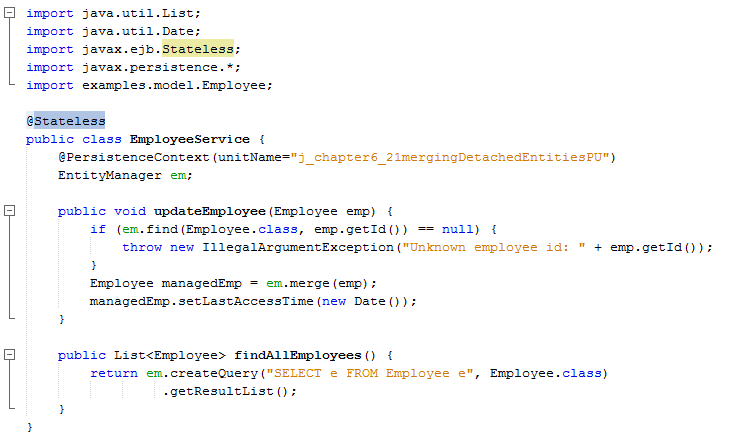 import java.util.List;
import java.util.Date;
import javax.ejb.Stateless;
import javax.persistence.*;
import examples.model.Employee;

@Stateless
public class EmployeeService {
    @PersistenceContext(unitName="j_chapter6_21mergingDetachedEntitiesPU")
    EntityManager em;

    public void updateEmployee(Employee emp) {
        if (em.find(Employee.class, emp.getId()) == null) {
            throw new IllegalArgumentException("Unknown employee id: " + emp.getId());
        }
        Employee managedEmp = em.merge(emp);
        managedEmp.setLastAccessTime(new Date());
    }

    public List<Employee> findAllEmployees() {
        return em.createQuery("SELECT e FROM Employee e", Employee.class)
                 .getResultList();
    }
}